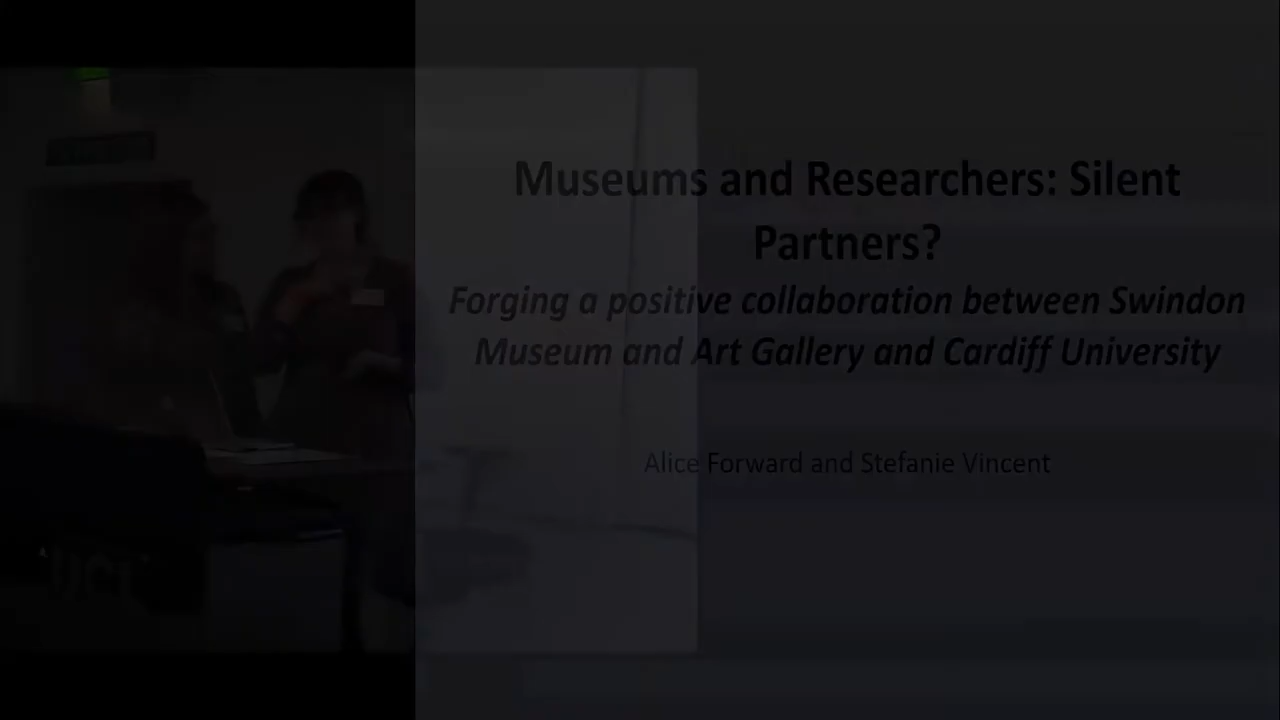 Museums and Researchers: Silent
Partners?
Forging a positive collaboration between Swindon
Museum and Art Gallery and Cardiff University
Alice Forward and Stefanie Vincent
UCL